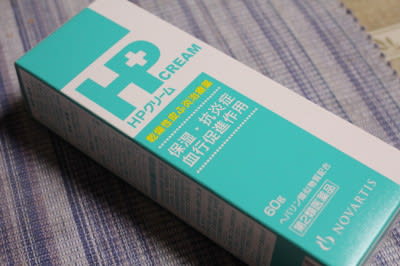 HP
CREAM
HPクリーム
乾燥性皮ふ炎治療薬
保湿・抗炎症
血行促進作用
ヘパリン類似物質配合
第2類医薬品
60g
NOVARTIS